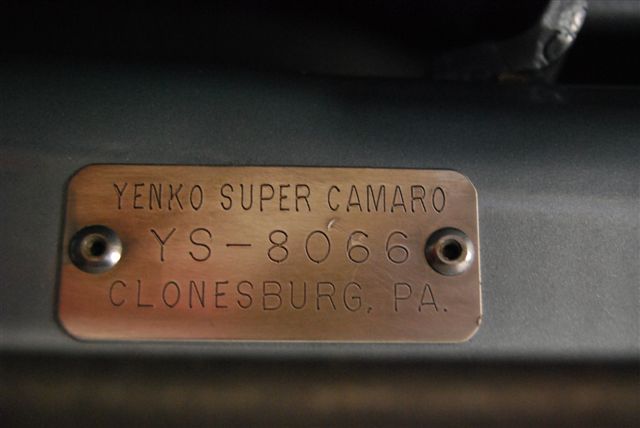 YENKO SUPER CAMARO
YS-8066
CLONESBURG, PA.